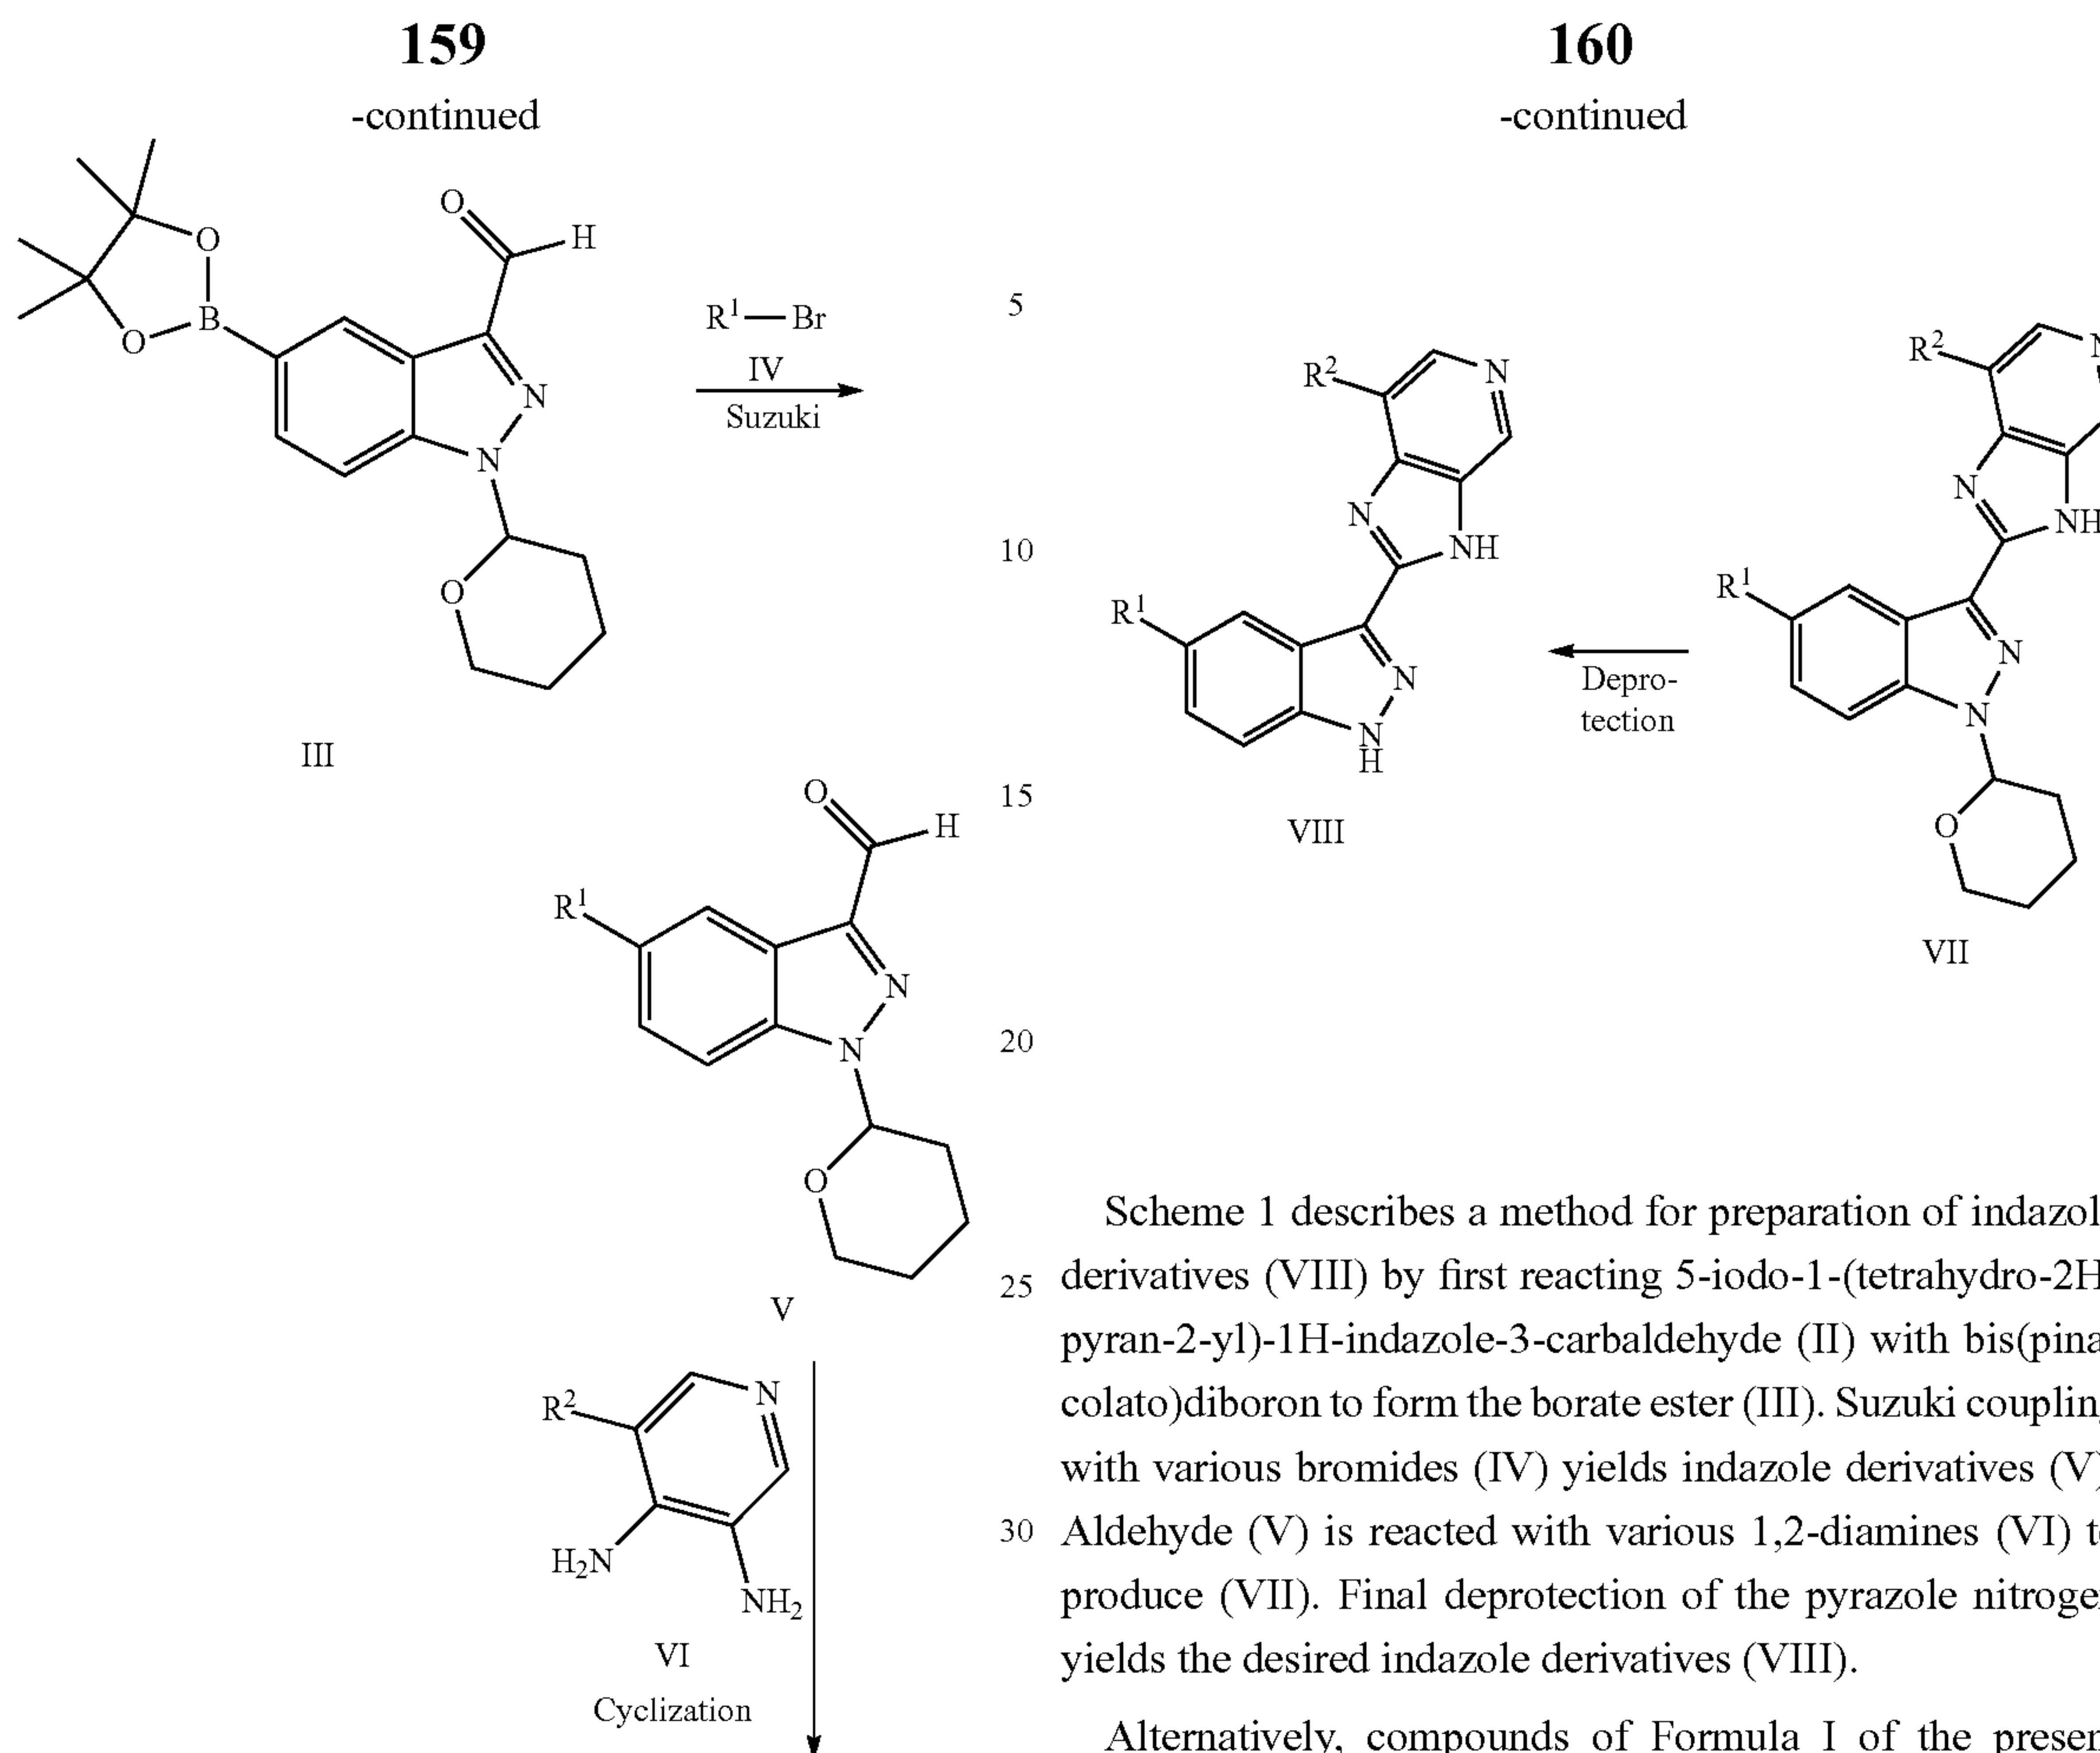 159
-continued
O
H
O
B
O
N
N
O
R¹—Br
IV
Suzuki
III
O
H
R¹
N
N
O
V
R²
N
H₂N
NH₂
VI
Cyclization
5
10
15
20
25
30
160
-continued
R²
N
N
NH
R¹
N
N
H
VIII
Depro-
tection
R²
N
NH
R¹
N
N
O
VII
Scheme 1 describes a method for preparation of
derivatives (VIII) by first reacting 5-iodo-1-(tetrahydro-2H
pyran-2-yl)-1H-indazole-3-carbaldehyde (II) with bis(pina
colato)diboron to form the borate ester (III). Suzuki
with various bromides (IV) yields indazole derivatives (V)
Aldehyde (V) is reacted with various 1,2-diamines (VI)
produce (VII). Final deprotection of the pyrazole
yields the desired indazole derivatives (VIII).
Alternatively, compounds of Formula I of the